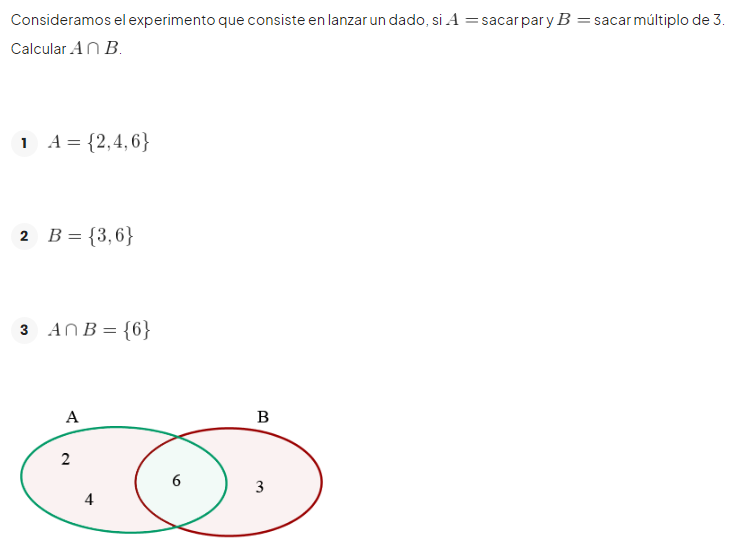 Consideramos el experimento que consiste en lanzar un dado, si A = sacar par y B = sacar múltiplo de 3.
Calcular A ∩ B.
1 A = {2, 4, 6}
2 B = {3, 6}
3 A ∩ B = {6}
A B
2
6 3
4